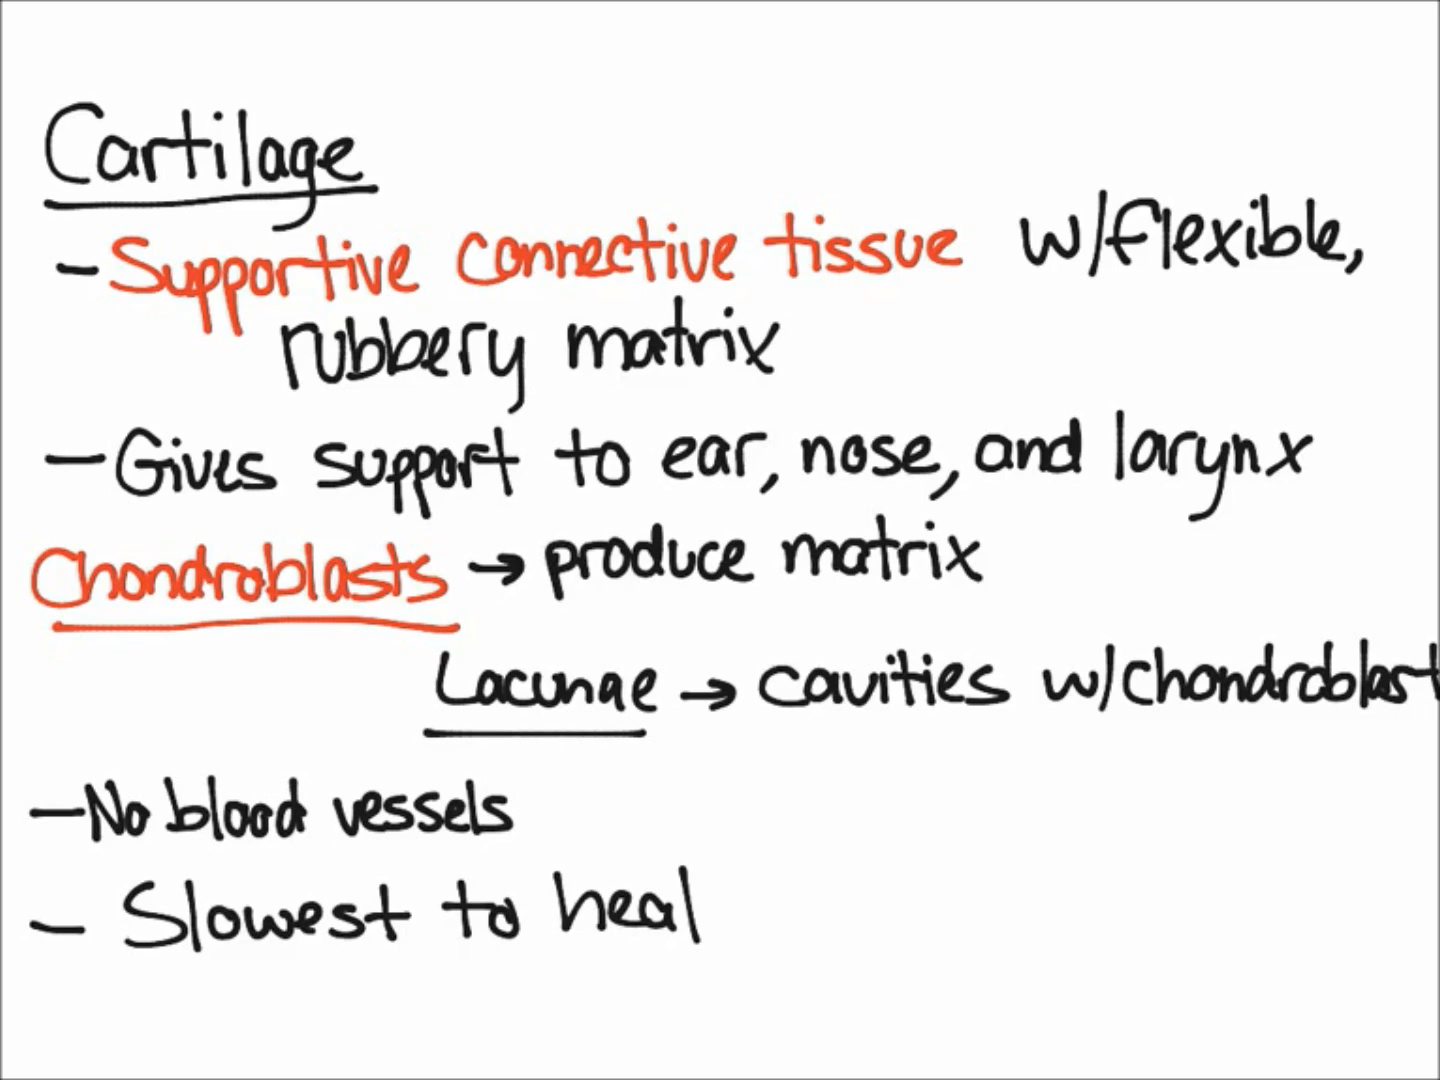 Cartilage
- Supportive connective tissue w/flexible,
rubbery matrix
- Gives support to ear, nose, and larynx
Chondroblasts → produce matrix
Lacunae → cavities w/chondroblast
- No blood vessels
- Slowest to heal